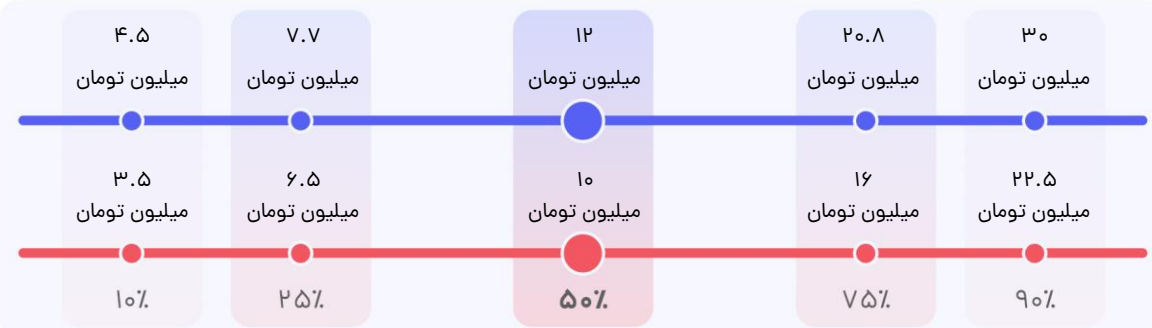 ۴.۵ ۷.۷ ۱۲ ۲۰.۸ ۳۰
میلیون تومان میلیون تومان میلیون تومان میلیون تومان میلیون تومان
۳.۵ ۶.۵ ۱۰ ۱۶ ۲۲.۵
میلیون تومان میلیون تومان میلیون تومان میلیون تومان میلیون تومان
۱۰٪ ۲۵٪ ۵۰٪ ۷۵٪ ۹۰٪